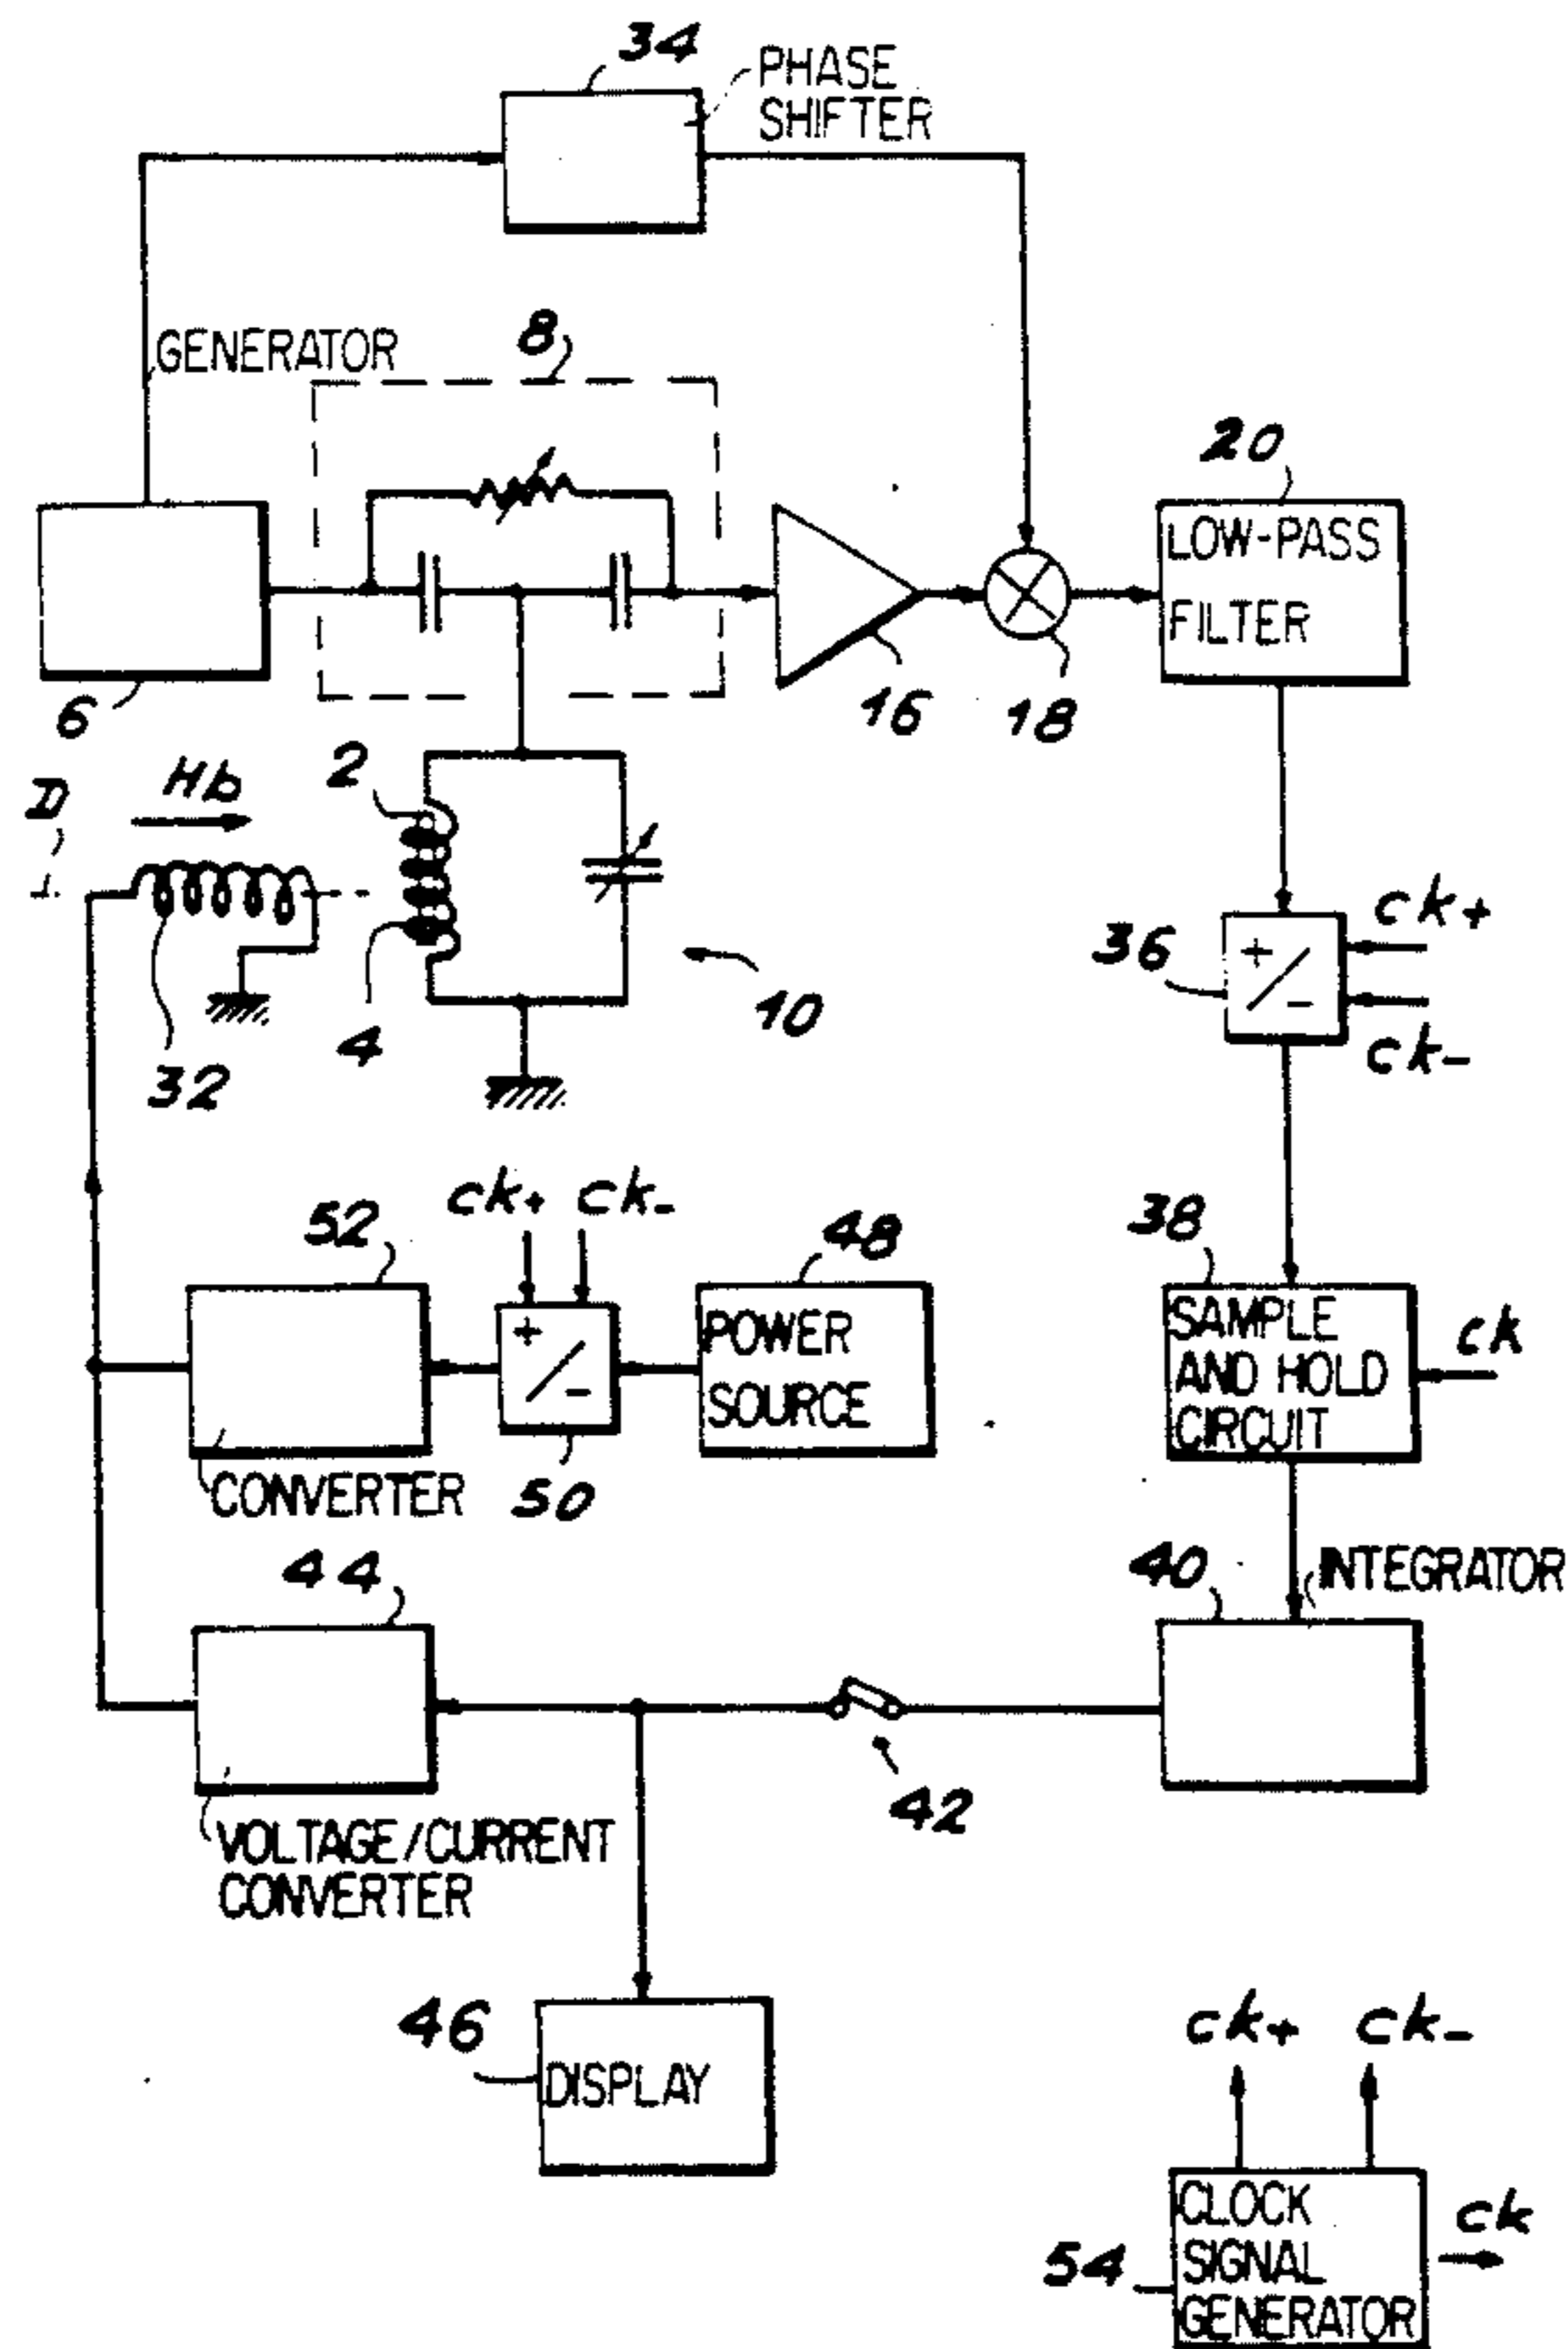 34
PHASE
SHIFTER
GENERATOR
8
20
LOW-PASS
FILTER
6
16
18
2
D
Hb
4
10
32
36
+
-
ck+
ck-
ck+
ck-
52
48
38
+
-
POWER
SOURCE
SAMPLE
AND HOLD
CIRCUIT
ck
CONVERTER
50
44
40
INTEGRATOR
42
VOLTAGE/CURRENT
CONVERTER
46
DISPLAY
ck+
ck-
54
CLOCK
SIGNAL
GENERATOR
ck